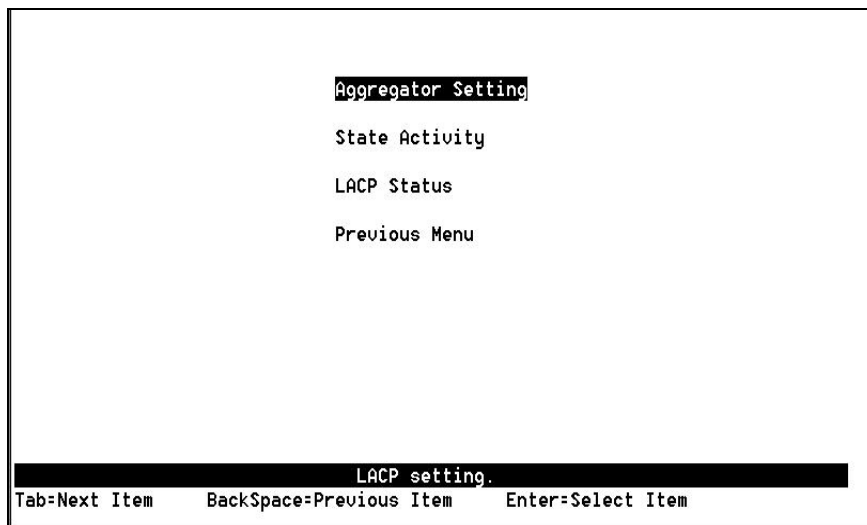 Aggregator Setting
State Activity
LACP Status
Previous Menu
LACP setting.
Tab=Next Item BackSpace=Previous Item Enter=Select Item